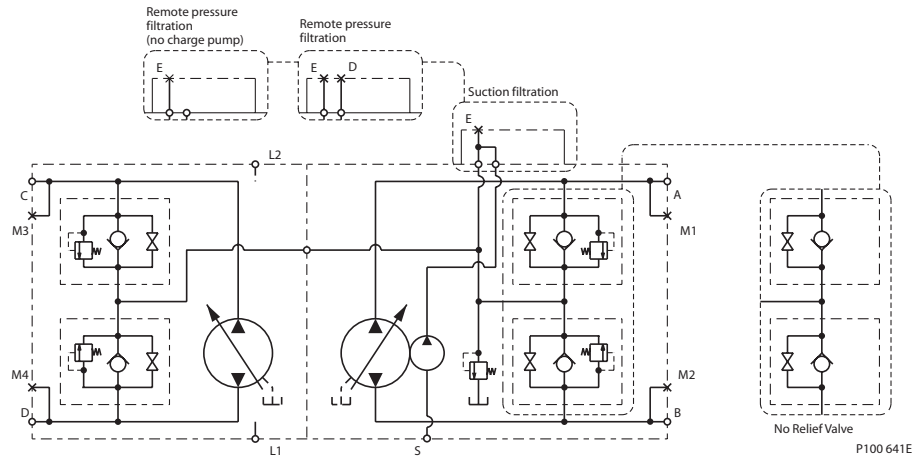 Remote pressure
filtration
(no charge pump)
Remote pressure
filtration
E
E
D
Suction filtration
E
L2
C
A
M3
M1
M4
M2
D
B
L1
S
No Relief Valve
P100 641E